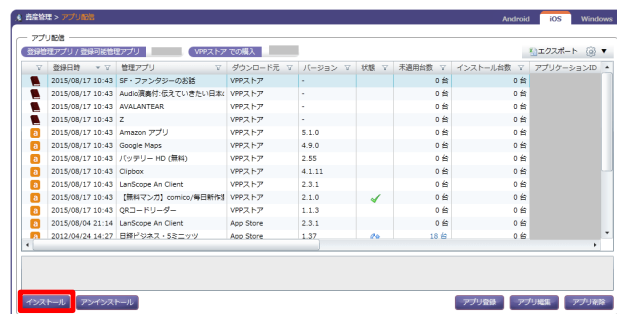 資産管理 > アプリ配信
Android iOS Windows
アプリ配信
登録管理アプリ / 登録可能管理アプリ VPPストア での購入 エクスポート
登録日時 管理アプリ ダウンロード元 バージョン 状態 未適用台数 インストール台数 アプリケーションID
2015/08/17 10:43 SF・ファンタジーのお話 VPPストア - 0 台 0 台
2015/08/17 10:43 Audio演奏付:伝えていきたい日本 VPPストア - 0 台 0 台
2015/08/17 10:43 AVALANTEAR VPPストア - 0 台 0 台
2015/08/17 10:43 Z VPPストア - 0 台 0 台
2015/08/17 10:43 Amazon アプリ VPPストア 5.1.0 0 台 0 台
2015/08/17 10:43 Google Maps VPPストア 4.9.0 0 台 0 台
2015/08/17 10:43 バッテリー HD (無料) VPPストア 2.55 0 台 0 台
2015/08/17 10:43 Clipbox VPPストア 4.1.11 0 台 0 台
2015/08/17 10:43 LanScope An Client VPPストア 2.3.1 0 台 0 台
2015/08/17 10:43 【無料マンガ】comico/毎日新作 VPPストア 2.1.0 0 台 0 台
2015/08/17 10:43 QRコードリーダー VPPストア 1.1.3 0 台 0 台
2015/08/04 21:14 LanScope An Client App Store 2.3.1 0 台 0 台
2012/04/24 14:27 日経ビジネス・5ミニッツ App Store 1.37 18 台 0 台
インストール アンインストール アプリ登録 アプリ編集 アプリ削除